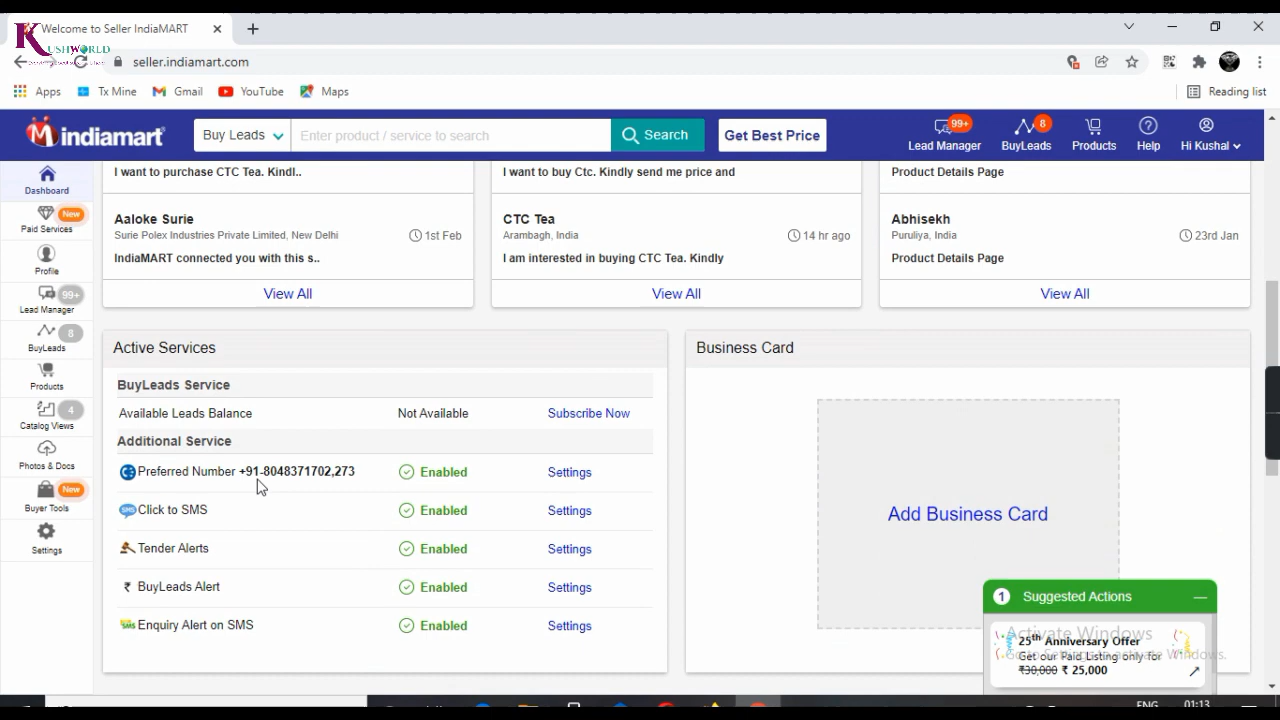 Welcome to Seller IndiaMART
KUSHWORLD
seller.indiamart.com
Apps Tx Mine Gmail YouTube Maps Reading list
indiamart Buy Leads Enter product / service to search Search Get Best Price
99+ 8
Lead Manager BuyLeads Products Help Hi Kushal
Dashboard
New
Paid Services
Profile
99+
Lead Manager
8
BuyLeads
Products
4
Catalog Views
Photos & Docs
New
Buyer Tools
Settings
I want to purchase CTC Tea. Kindl..
Aaloke Surie
Surie Polex Industries Private Limited, New Delhi 1st Feb
IndiaMART connected you with this s..
View All
I want to buy Ctc. Kindly send me price and
CTC Tea
Arambagh, India 14 hr ago
I am interested in buying CTC Tea. Kindly
View All
Product Details Page
Abhisekh
Puruliya, India 23rd Jan
Product Details Page
View All
Active Services
BuyLeads Service
Available Leads Balance Not Available Subscribe Now
Additional Service
Preferred Number +91-8048371702,273 Enabled Settings
SMS Click to SMS Enabled Settings
Tender Alerts Enabled Settings
₹ BuyLeads Alert Enabled Settings
SMS Enquiry Alert on SMS Enabled Settings
Business Card
Add Business Card
1 Suggested Actions
25th Anniversary Offer
Get our Paid Listing only for
₹30,000 ₹ 25,000
Activate Windows
Go to Settings to activate Windows.
ENG 01:13